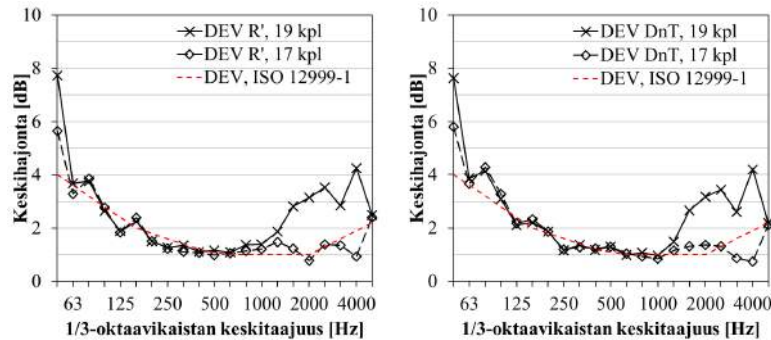 10
DEV R', 19 kpl
DEV R', 17 kpl
DEV, ISO 12999-1
8
6
4
2
0
Keskihajonta [dB]
63 125 250 500 1000 2000 4000
1/3-oktaavikaistan keskitaajuus [Hz]
10
DEV DnT, 19 kpl
DEV DnT, 17 kpl
DEV, ISO 12999-1
8
6
4
2
0
Keskihajonta [dB]
63 125 250 500 1000 2000 4000
1/3-oktaavikaistan keskitaajuus [Hz]